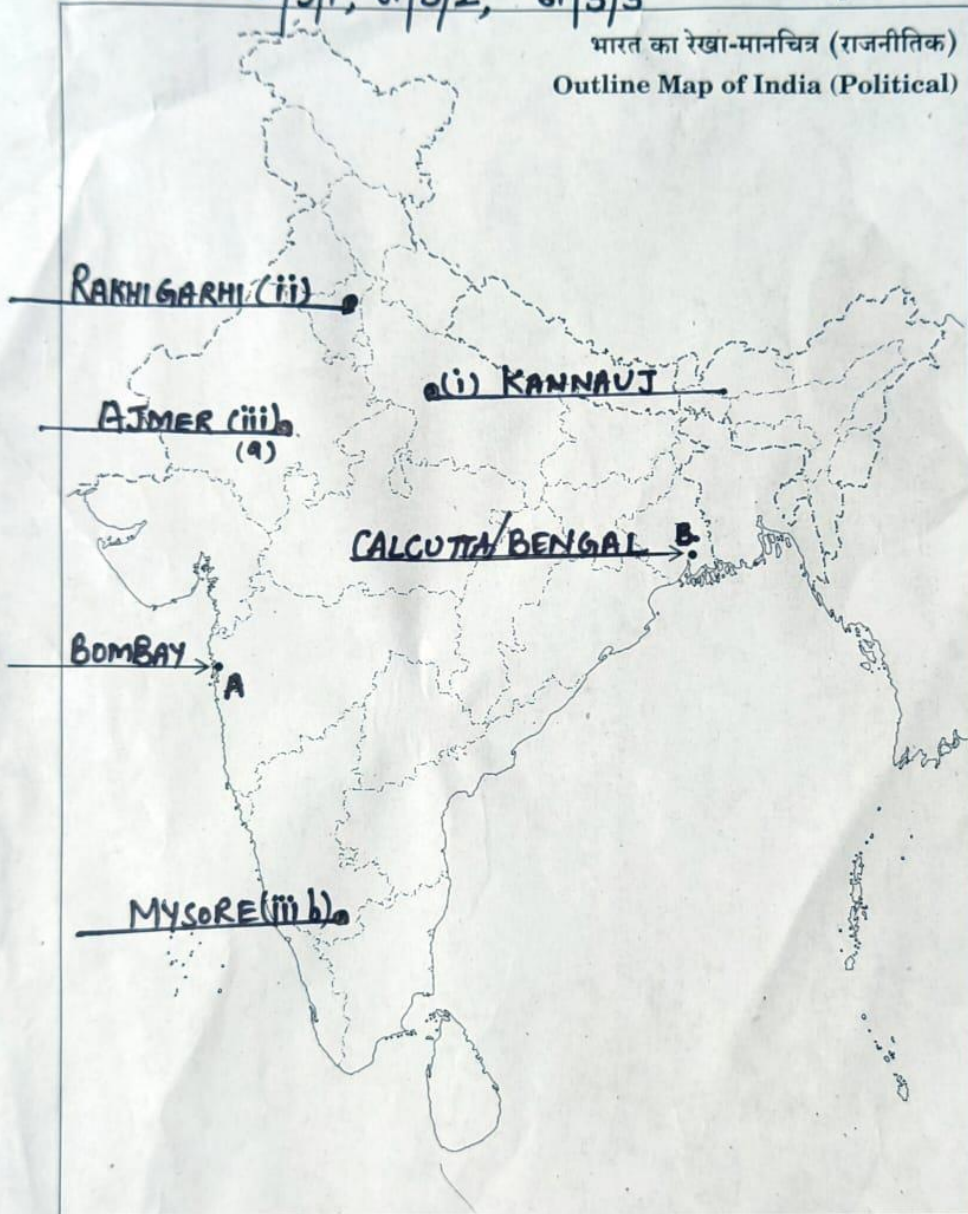 भारत का रेखा-मानचित्र (राजनीतिक)
Outline Map of India (Political)
RAKHIGARHI (ii)
(i) KANNAUJ
AJMER (iii)
(a)
CALCUTTA/BENGAL B.
BOMBAY
A
MYSORE (iii b)